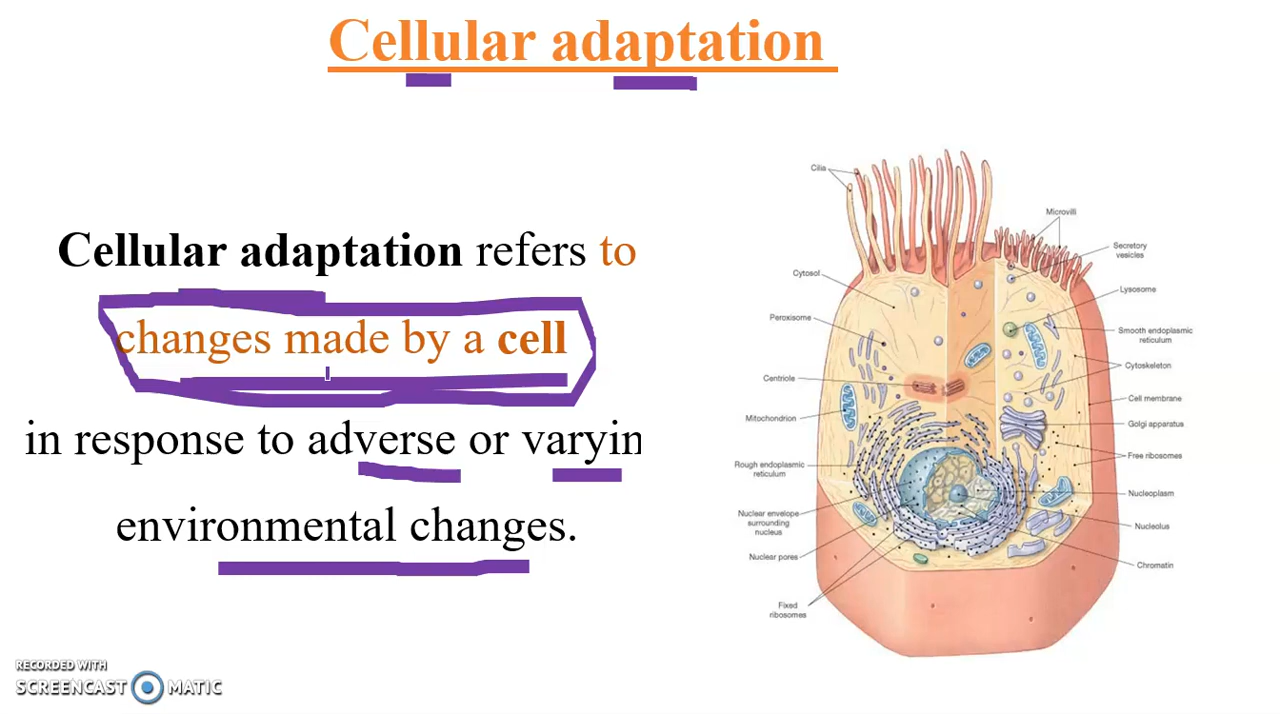 Cellular adaptation
Cellular adaptation refers to
changes made by a cell
in response to adverse or varyin
environmental changes.
Cilia
Microvilli
Secretory
vesicles
Cytosol
Lysosome
Peroxisome
Smooth endoplasmic
reticulum
Cytoskeleton
Centriole
Cell membrane
Mitochondrion
Golgi apparatus
Free ribosomes
Rough endoplasmic
reticulum
Nucleoplasm
Nuclear envelope
surrounding
nucleus
Nucleolus
Nuclear pores
Chromatin
Fixed
ribosomes
RECORDED WITH
SCREENCAST MATIC